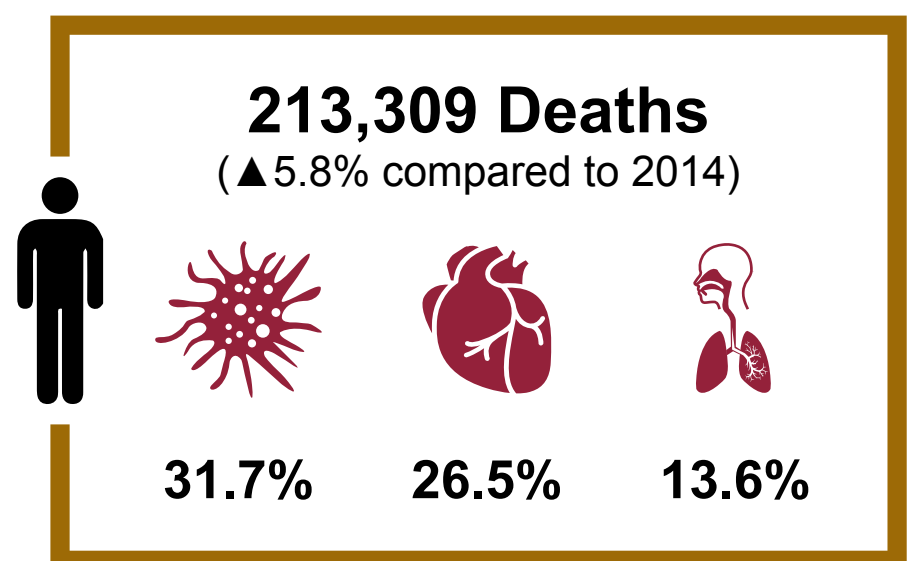 213,309 Deaths
(▲5.8% compared to 2014)
31.7% 26.5% 13.6%